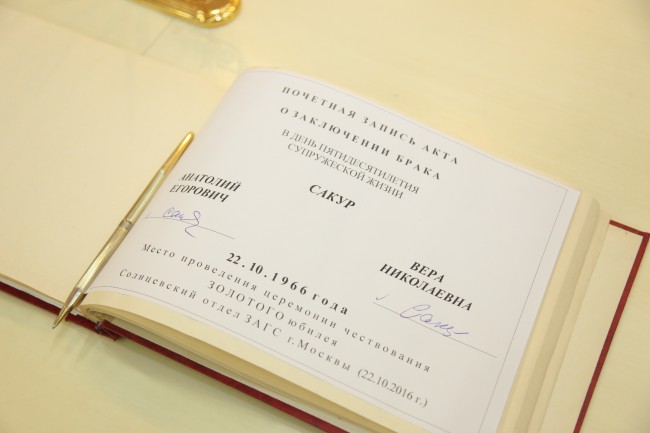 ПОЧЕТНАЯ ЗАПИСЬ АКТА
О ЗАКЛЮЧЕНИИ БРАКА
В ДЕНЬ ПЯТИДЕСЯТИЛЕТИЯ
СУПРУЖЕСКОЙ ЖИЗНИ
САКУР
АНАТОЛИЙ
ЕГОРОВИЧ
ВЕРА
НИКОЛАЕВНА
22.10.1966 года
Место проведения церемонии чествования
ЗОЛОТОГО юбилея
Солнцевский отдел ЗАГС г.Москвы (22.10.2016 г.)